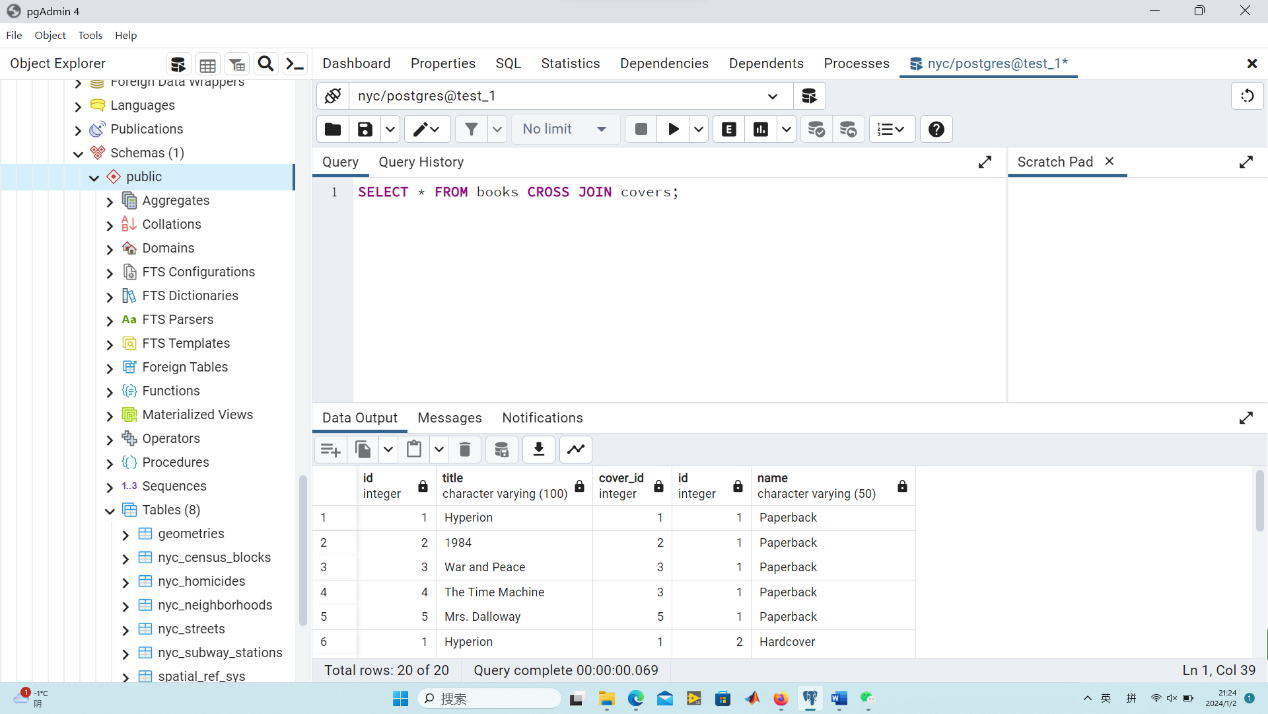 pgAdmin 4
File Object Tools Help
Object Explorer
Dashboard Properties SQL Statistics Dependencies Dependents Processes nyc/postgres@test_1*
Foreign Data Wrappers
Languages
Publications
Schemas (1)
public
Aggregates
Collations
Domains
FTS Configurations
FTS Dictionaries
Aa FTS Parsers
FTS Templates
Foreign Tables
Functions
Materialized Views
Operators
Procedures
1..3 Sequences
Tables (8)
geometries
nyc_census_blocks
nyc_homicides
nyc_neighborhoods
nyc_streets
nyc_subway_stations
spatial_ref_sys
nyc/postgres@test_1
No limit
E
Query Query History
Scratch Pad
1 SELECT * FROM books CROSS JOIN covers;
Data Output Messages Notifications
id title cover_id id name
integer character varying (100) integer integer character varying (50)
1 1 Hyperion 1 1 Paperback
2 2 1984 2 1 Paperback
3 3 War and Peace 3 1 Paperback
4 4 The Time Machine 3 1 Paperback
5 5 Mrs. Dalloway 5 1 Paperback
6 1 Hyperion 1 2 Hardcover
Total rows: 20 of 20 Query complete 00:00:00.069 Ln 1, Col 39
1 -1°C
阴
搜索
英 拼
21:24
2024/1/2
1